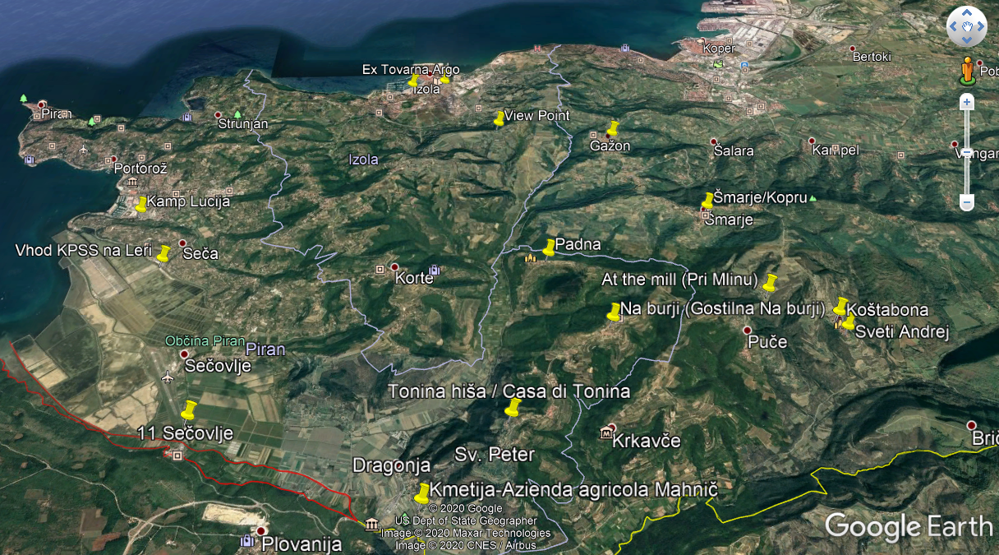 Koper
Bertoki
Ex Tovarna Argo
Izola
Piran
View Point
Strunjan
Gažon
Šalara
Kampel
Izola
Portorož
Kamp Lucija
Šmarje/Kopru
Šmarje
Vhod KPSS na Leri
Seča
Padna
Korte
At the mill (Pri Mlinu)
Na burji (Gostilna Na burji)
Koštabona
Sveti Andrej
Puče
Občina Piran
Piran
Sečovlje
Tonina hiša / Casa di Tonina
11 Sečovlje
Krkavče
Sv. Peter
Dragonja
Kmetija-Azienda agricola Mahnič
© 2020 Google
US Dept of State Geographer
Image © 2020 Maxar Technologies
Image © 2020 CNES / Airbus
Google Earth
Plovanija